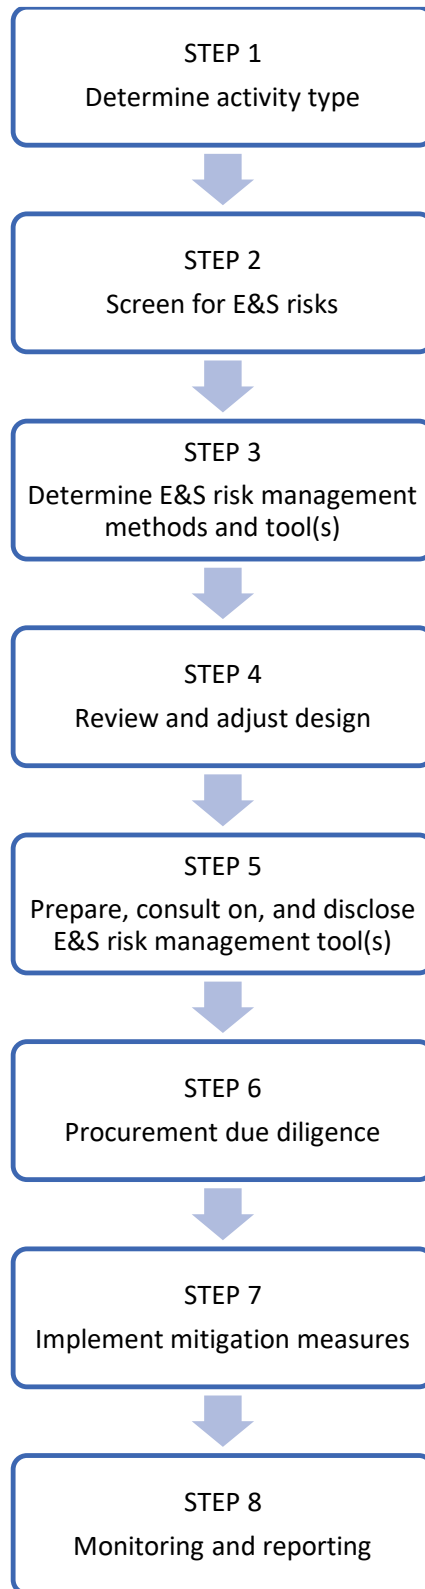 STEP 1
Determine activity type
STEP 2
Screen for E&S risks
STEP 3
Determine E&S risk management
methods and tool(s)
STEP 4
Review and adjust design
STEP 5
Prepare, consult on, and disclose
E&S risk management tool(s)
STEP 6
Procurement due diligence
STEP 7
Implement mitigation measures
STEP 8
Monitoring and reporting